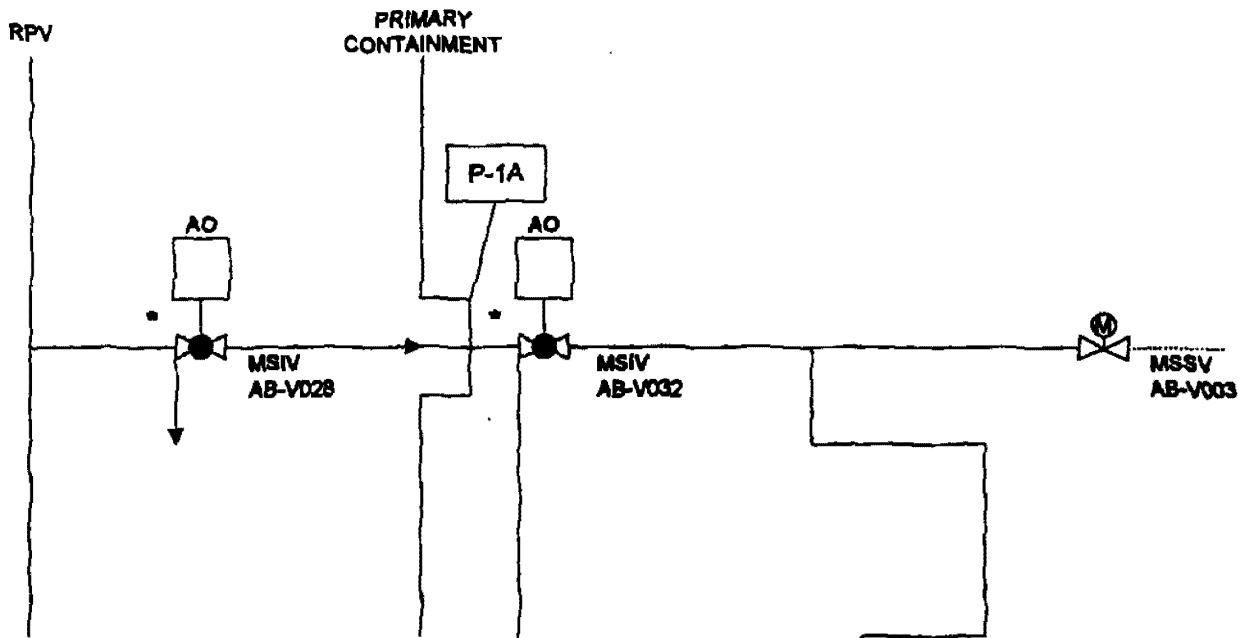 RPV
PRIMARY
CONTAINMENT
P-1A
AO
AO
*
*
MSIV
AB-V028
MSIV
AB-V032
M
MSSV
AB-V003